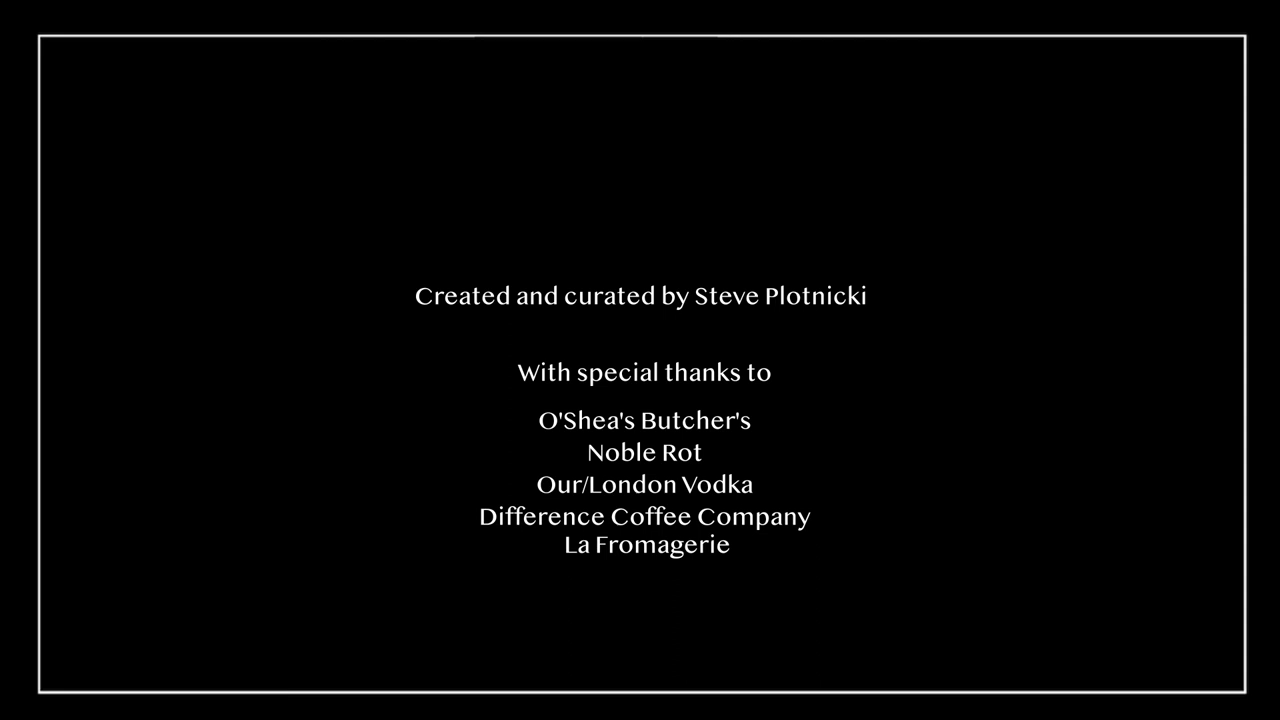 Created and curated by Steve Plotnicki
With special thanks to
O'Shea's Butcher's
Noble Rot
Our/London Vodka
Difference Coffee Company
La Fromagerie